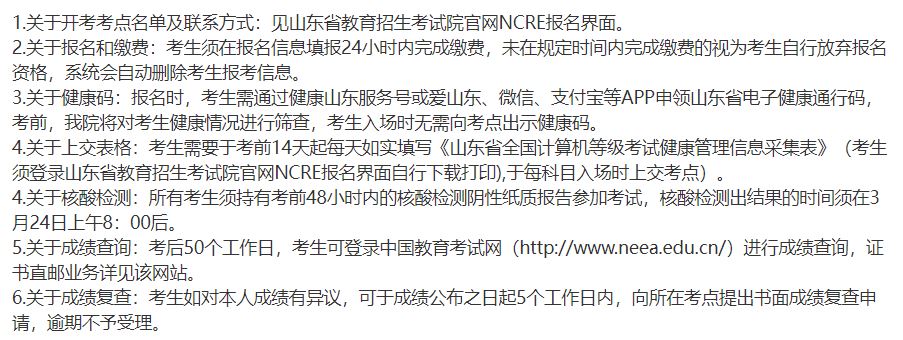 1.关于开考考点名单及联系方式：见山东省教育招生考试院官网NCRE报名界面。
2.关于报名和缴费：考生须在报名信息填报24小时内完成缴费，未在规定时间内完成缴费的视为考生自行放弃报名
资格，系统会自动删除考生报考信息。
3.关于健康码：报名时，考生需通过健康山东服务号或爱山东、微信、支付宝等APP申领山东省电子健康通行码，
考前，我院将对考生健康情况进行筛查，考生入场时无需向考点出示健康码。
4.关于上交表格：考生需要于考前14天起每天如实填写《山东省全国计算机等级考试健康管理信息采集表》（考生
须登录山东省教育招生考试院官网NCRE报名界面自行下载打印),于每科目入场时上交考点）.
4.关于核酸检测：所有考生须持有考前48小时内的核酸检测阴性纸质报告参加考试，核酸检测出结果的时间须在3
月24日上午8：00后。
5.关于成绩查询：考后50个工作日，考生可登录中国教育考试网（http://www.neea.edu.cn/）进行成绩查询，证
书直邮业务详见该网站。
6.关于成绩复查：考生如对本人成绩有异议，可于成绩公布之日起5个工作日内，向所在考点提出书面成绩复查申
请，逾期不予受理。